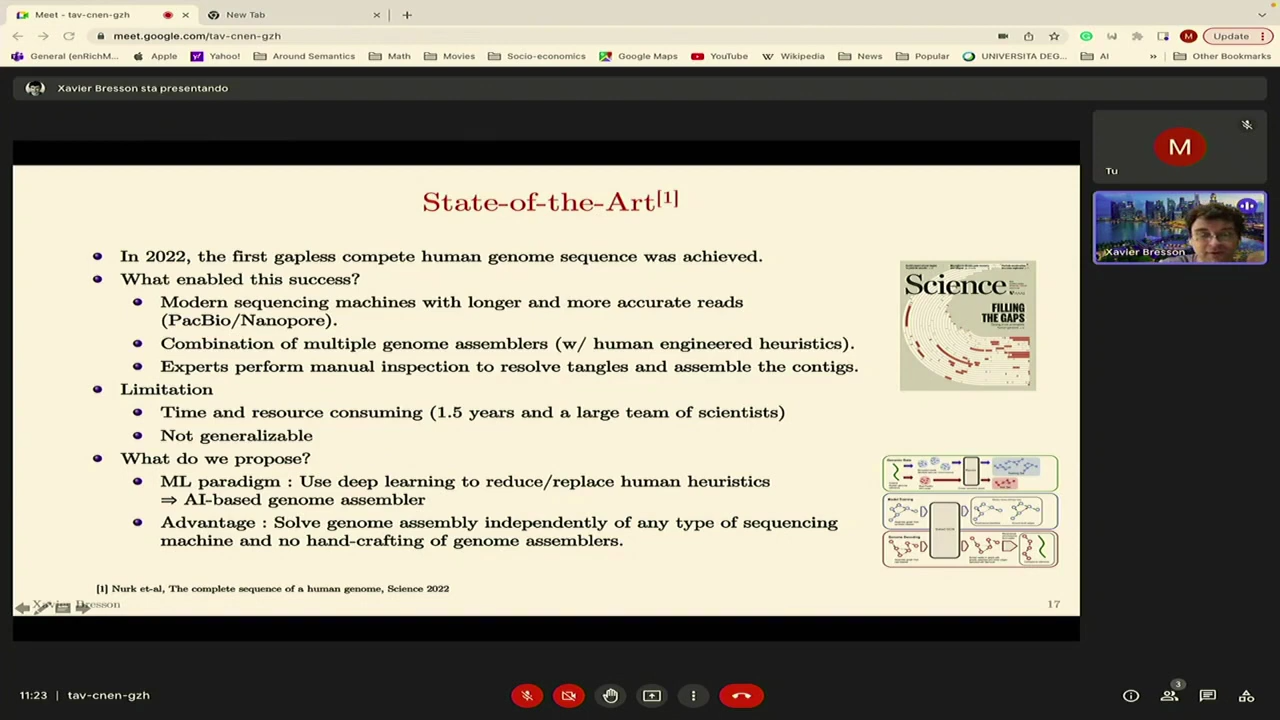 Meet - tav-cnen-gzh
New Tab
meet.google.com/tav-cnen-gzh
Update
General (enRichM...
Apple
Yahoo!
Around Semantics
Math
Movies
Socio-economics
Google Maps
YouTube
Wikipedia
News
Popular
UNIVERSITA DEG...
AI
Other Bookmarks
Xavier Bresson sta presentando
M
Tu
Xavier Bresson
State-of-the-Art[1]
In 2022, the first gapless compete human genome sequence was achieved.
What enabled this success?
Modern sequencing machines with longer and more accurate reads
(PacBio/Nanopore).
Combination of multiple genome assemblers (w/ human engineered heuristics).
Experts perform manual inspection to resolve tangles and assemble the contigs.
Limitation
Time and resource consuming (1.5 years and a large team of scientists)
Not generalizable
What do we propose?
ML paradigm : Use deep learning to reduce/replace human heuristics
⇒ AI-based genome assembler
Advantage : Solve genome assembly independently of any type of sequencing
machine and no hand-crafting of genome assemblers.
Science
FILLING
THE GAPS
[1] Nurk et-al, The complete sequence of a human genome, Science 2022
Xavier Bresson
17
11:23 | tav-cnen-gzh
3